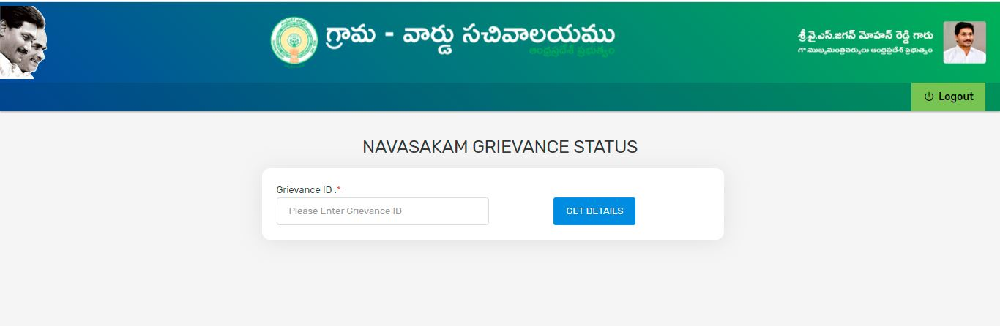 గ్రామ - వార్డు సచివాలయము
ఆంధ్రప్రదేశ్ ప్రభుత్వం
శ్రీ.వై.ఎస్.జగన్ మోహన్ రెడ్డి గారు
గౌ.ముఖ్యమంత్రివర్యులు ఆంధ్రప్రదేశ్ ప్రభుత్వం
Logout
NAVASAKAM GRIEVANCE STATUS
Grievance ID :*
Please Enter Grievance ID
GET DETAILS